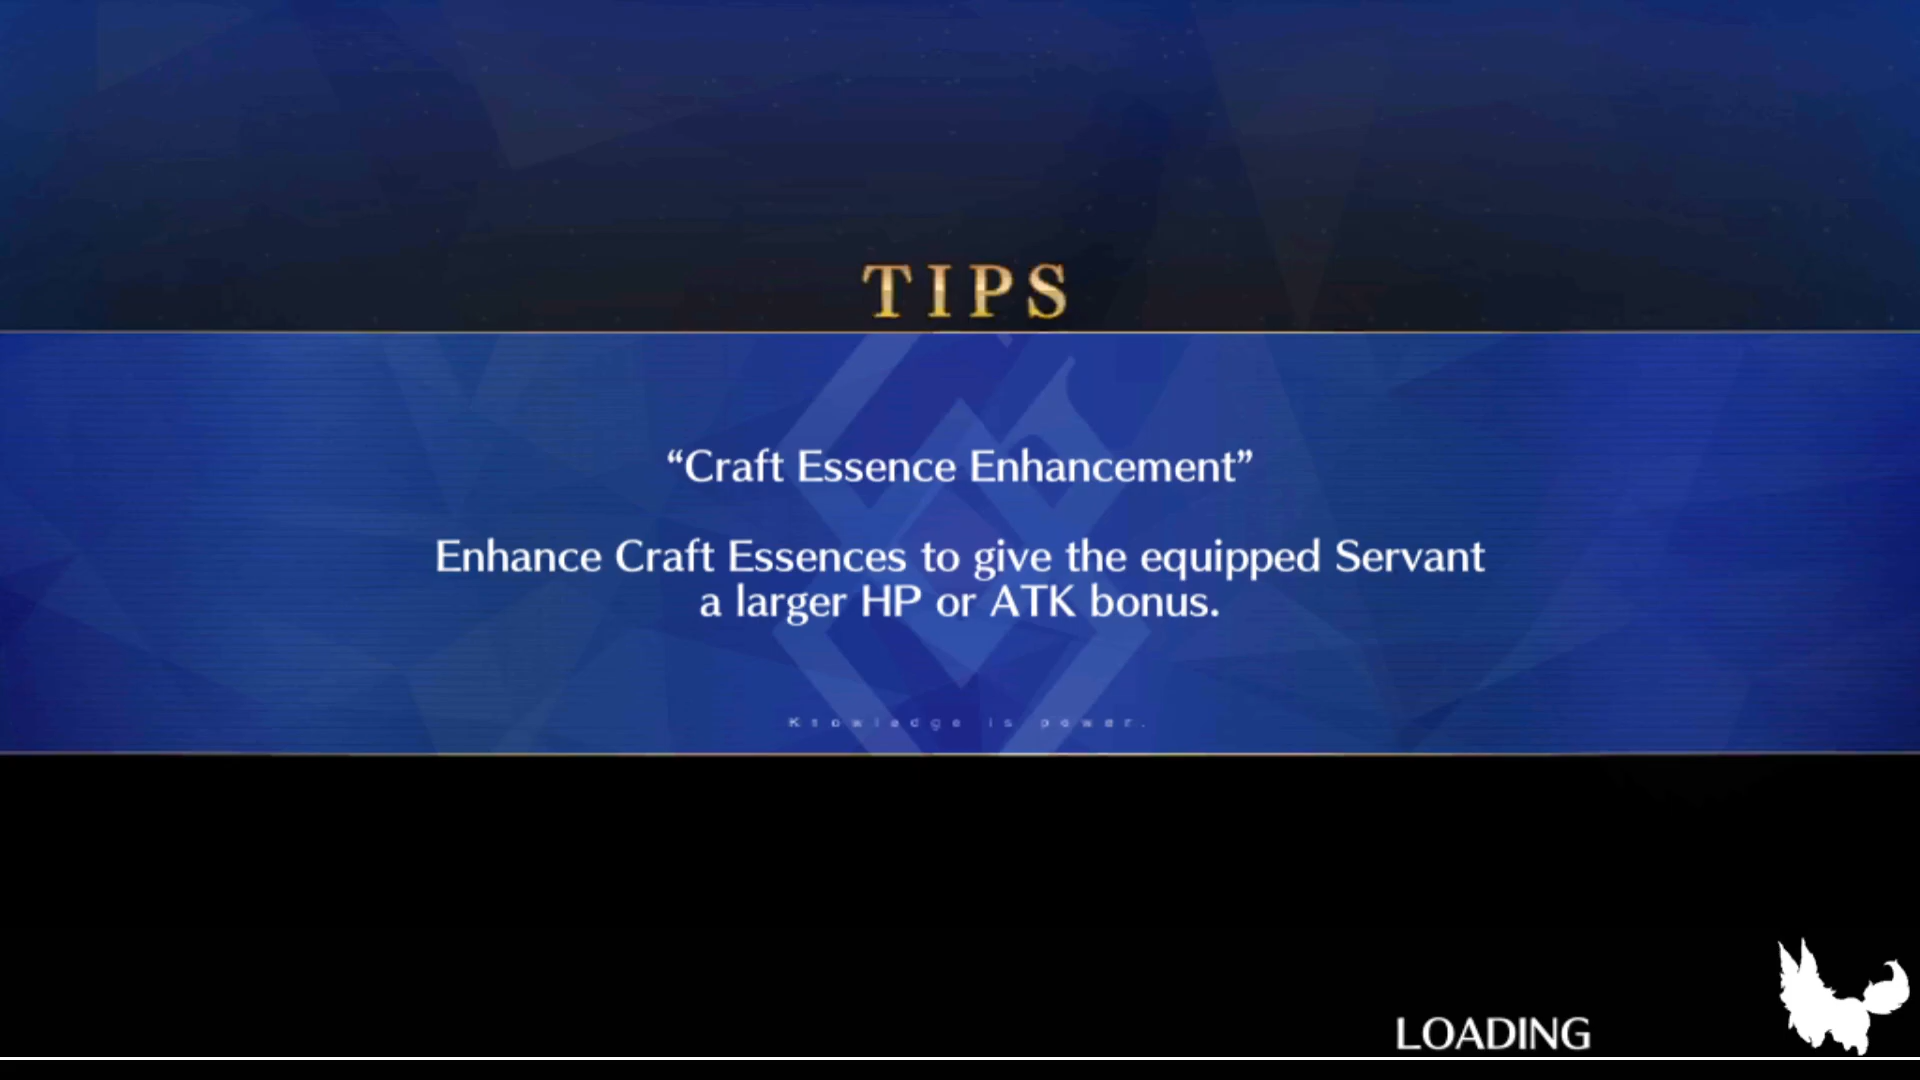 TIPS
“Craft Essence Enhancement”
Enhance Craft Essences to give the equipped Servant
a larger HP or ATK bonus.
Knowledge is power.
LOADING